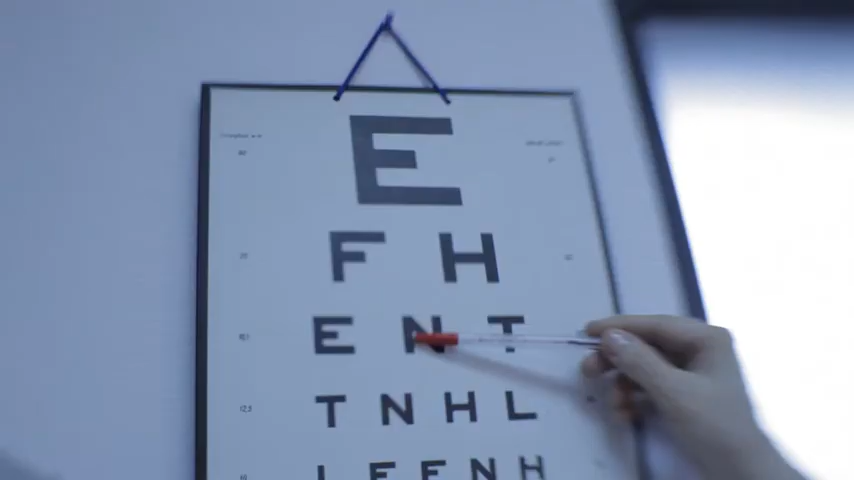 E
F H
E N T
T N H L
L E F N H